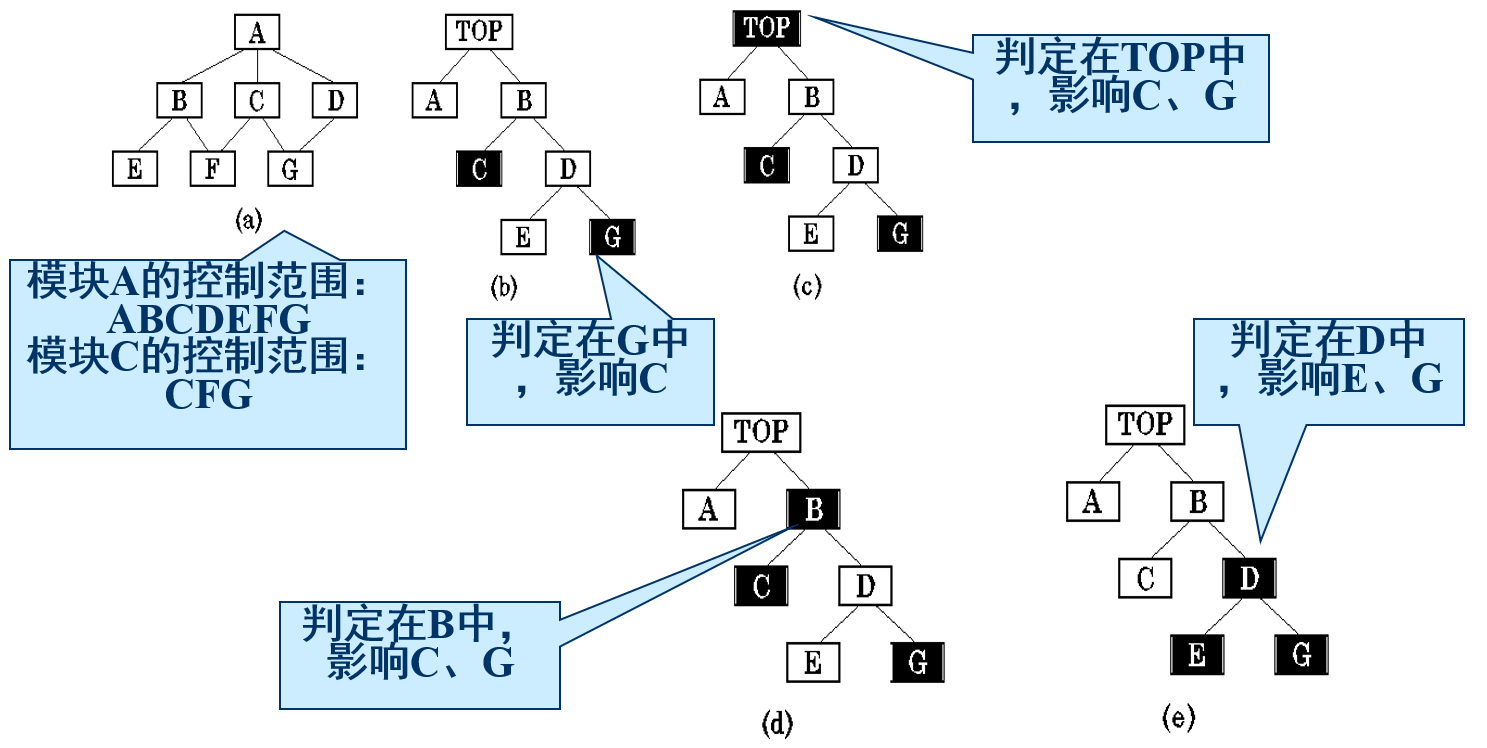 A
B C D
E F G
(a)
模块A的控制范围：
ABCDEFG
模块C的控制范围：
CFG
TOP
A B
C D
E G
(b)
判定在G中
，影响C
TOP
A B
C D
E G
(c)
判定在TOP中
，影响C、G
TOP
A B
C D
E G
(d)
判定在B中，
影响C、G
TOP
A B
C D
E G
(e)
判定在D中
，影响E、G